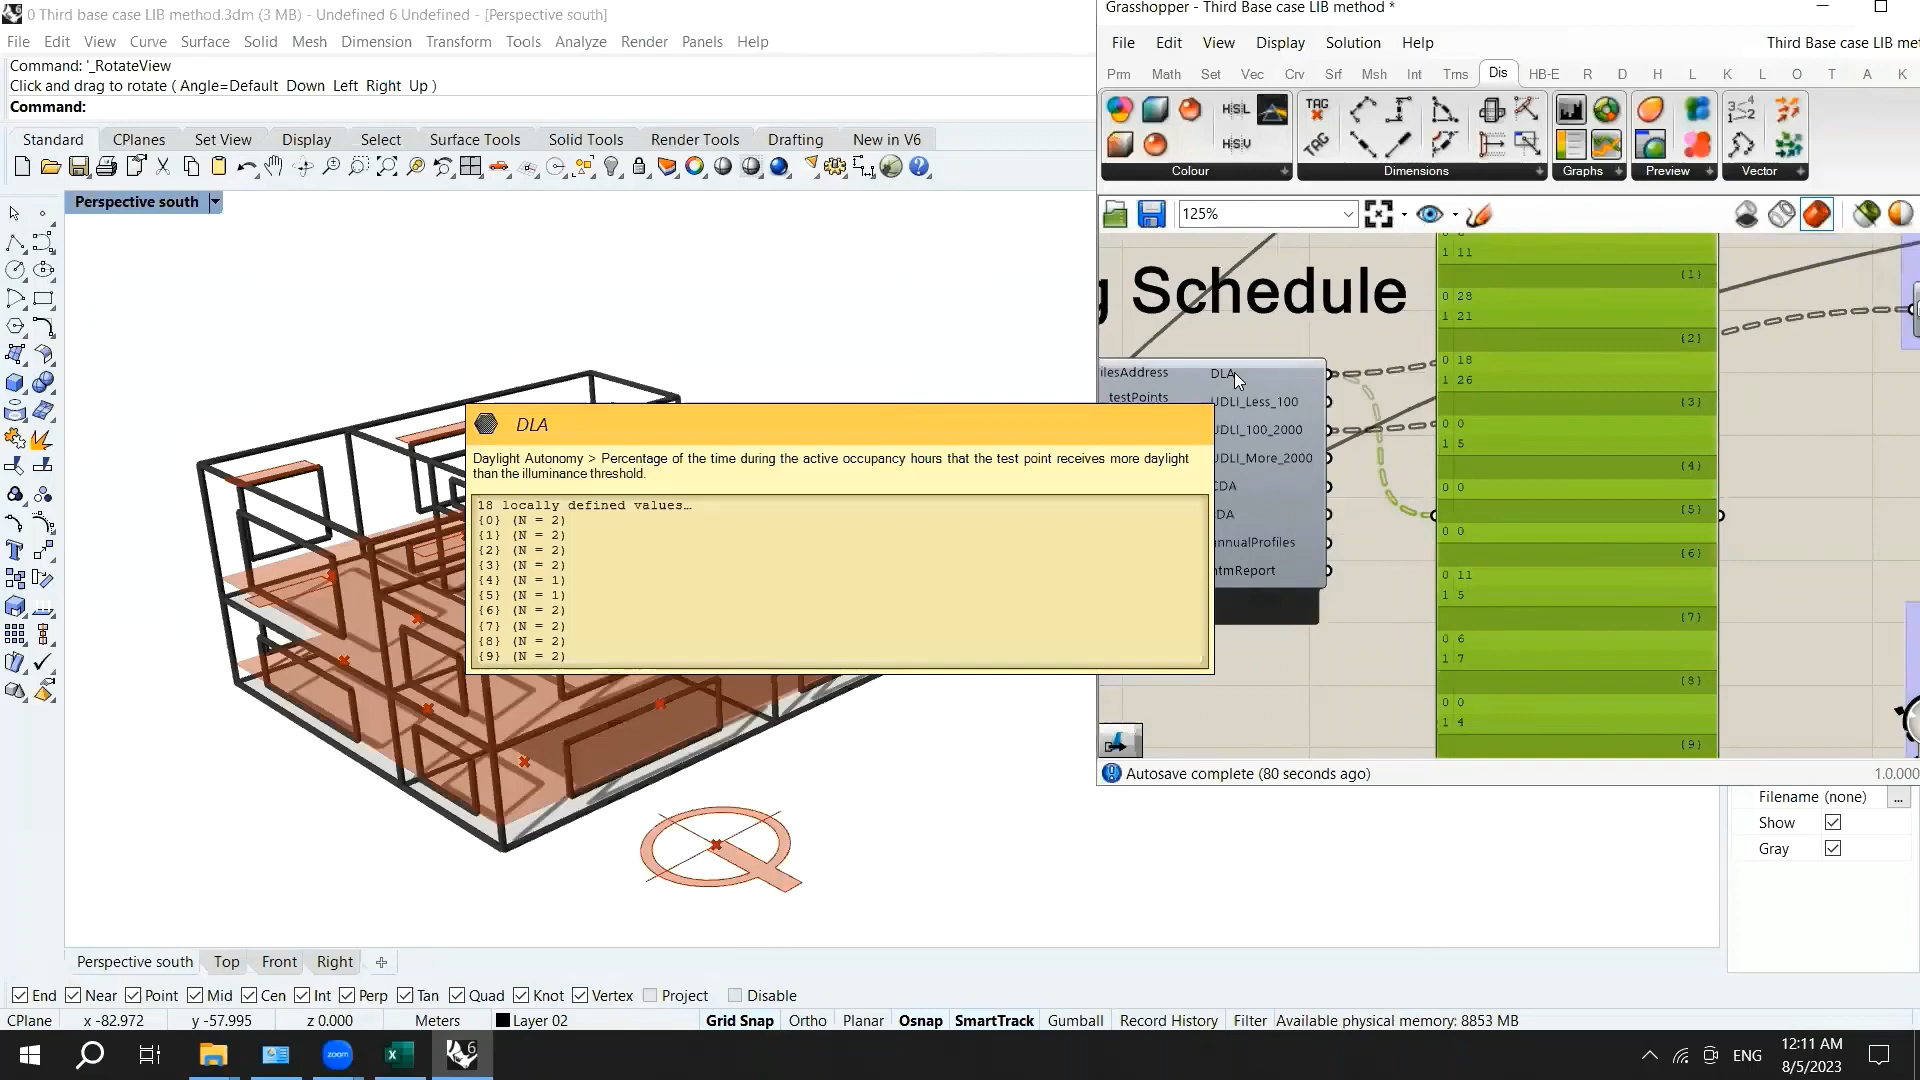 0 Third base case LIB method.3dm (3 MB) - Undefined 6 Undefined - [Perspective south]
File Edit View Curve Surface Solid Mesh Dimension Transform Tools Analyze Render Panels Help
Command: '_RotateView
Click and drag to rotate ( Angle=Default Down Left Right Up )
Command:
Standard CPlanes Set View Display Select Surface Tools Solid Tools Render Tools Drafting New in V6
Perspective south
Grasshopper - Third Base case LIB method *
File Edit View Display Solution Help
Third Base case LIB me
Prm Math Set Vec Crv Srf Msh Int Trns Dis HB-E R D H L K L O T A K
Colour Dimensions Graphs Preview Vector
125%
g Schedule
ilesAddress
testPoints
DLA
UDLI_Less_100
UDLI_100_2000
UDLI_More_2000
CDA
DA
nnualProfiles
htmReport
1 11
{1}
0 28
1 21
{2}
0 18
1 26
{3}
0 0
1 5
{4}
0 0
{5}
0 0
{6}
0 11
1 5
{7}
0 6
1 7
{8}
0 0
1 4
{9}
DLA
Daylight Autonomy > Percentage of the time during the active occupancy hours that the test point receives more daylight
than the illuminance threshold.
18 locally defined values…
{0} (N = 2)
{1} (N = 2)
{2} (N = 2)
{3} (N = 2)
{4} (N = 1)
{5} (N = 1)
{6} (N = 2)
{7} (N = 2)
{8} (N = 2)
{9} (N = 2)
Autosave complete (80 seconds ago)
1.0.000
Filename (none) ...
Show
Gray
Perspective south Top Front Right
End Near Point Mid Cen Int Perp Tan Quad Knot Vertex Project Disable
CPlane x -82.972 y -57.995 z 0.000 Meters Layer 02 Grid Snap Ortho Planar Osnap SmartTrack Gumball Record History Filter Available physical memory: 8853 MB
zoom
6
ENG
12:11 AM
8/5/2023